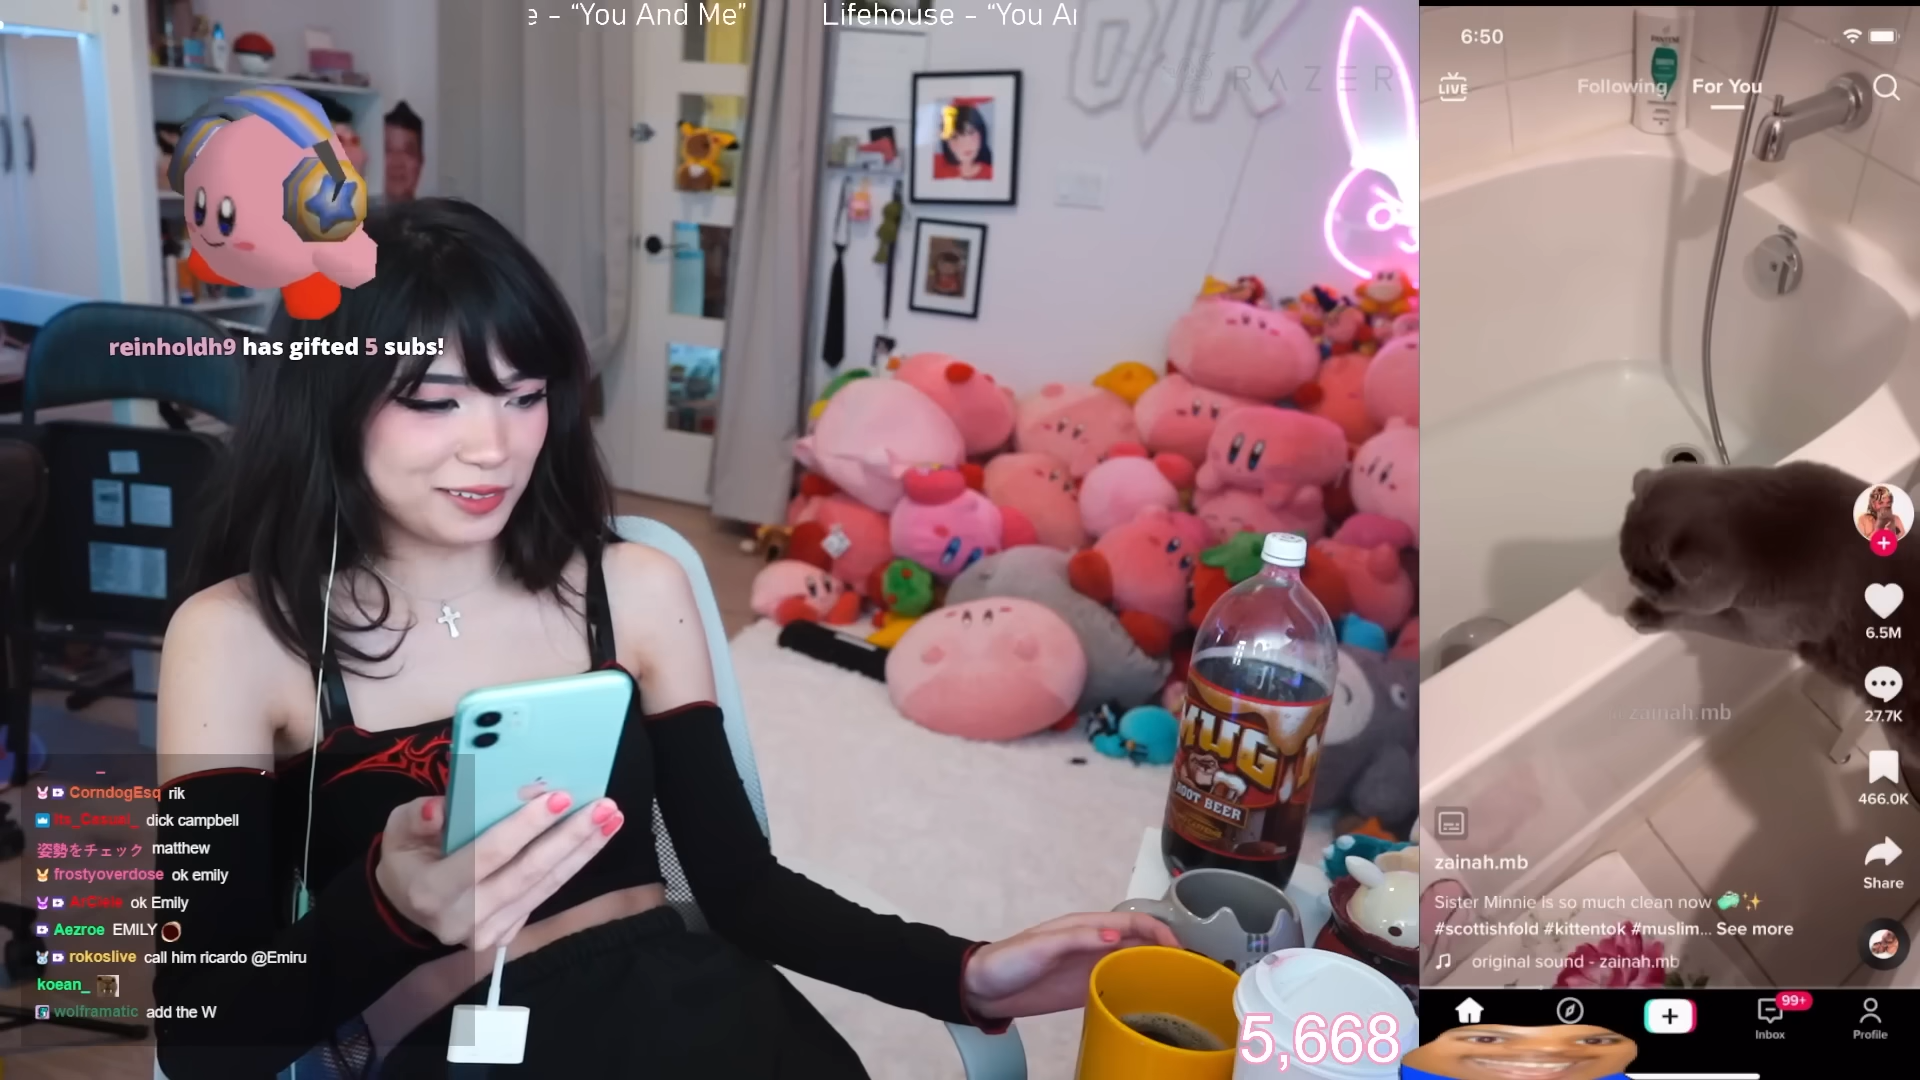 e - “You And Me”
Lifehouse - “You Ar
RAZER
reinholdh9 has gifted 5 subs!
CorndogEsq rik
Its_Casual_ dick campbell
姿勢をチェック matthew
frostyoverdose ok emily
ok Emily
Aezroe EMILY
rokoslive call him ricardo @Emiru
koean_
wolframatic add the W
MUG
ROOT BEER
5,668
6:50
PANTENE
LIVE
Following
For You
6.5M
27.7K
466.0K
Share
zainah.mb
zainah.mb
Sister Minnie is so much clean now
#scottishfold #kittentok #muslim... See more
original sound - zainah.mb
99+
Inbox
Profile